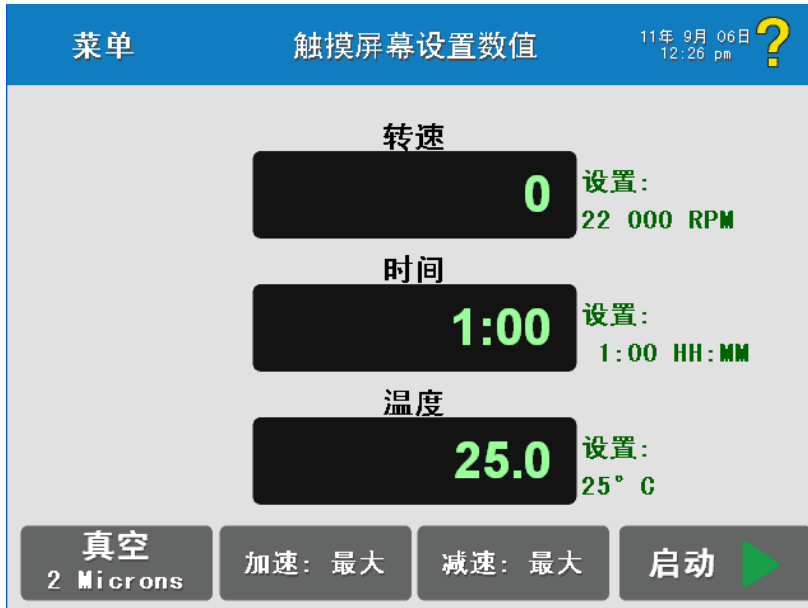 菜单
触摸屏幕设置数值
11年 9月 06日
12:26 pm
?
转速
0
设置:
22 000 RPM
时间
1:00
设置:
1:00 HH:MM
温度
25.0
设置:
25° C
真空
2 Microns
加速: 最大
减速: 最大
启动